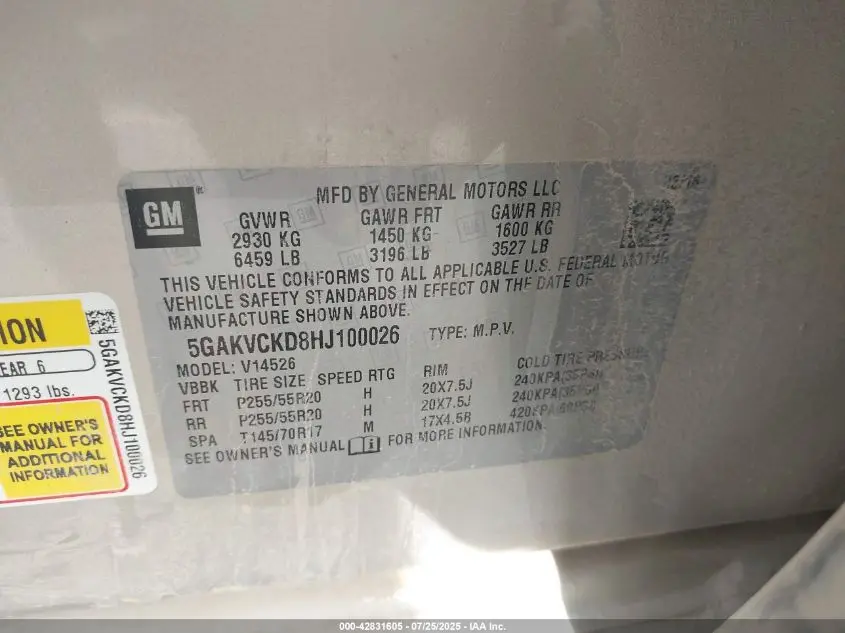 GM
MFD BY GENERAL MOTORS LLC
GVWR GAWR FRT GAWR RR
2930 KG 1450 KG 1600 KG
6459 LB 3196 LB 3527 LB
THIS VEHICLE CONFORMS TO ALL APPLICABLE U.S. FEDERAL MOTOR
VEHICLE SAFETY STANDARDS IN EFFECT ON THE DATE OF
MANUFACTURE SHOWN ABOVE.
5GAKVCKD8HJ100026 TYPE: M.P.V.
MODEL: V14526
VBBK TIRE SIZE SPEED RTG RIM COLD TIRE PRESSURE
FRT P255/55R20 H 20X7.5J 240KPA(35PSI)
RR P255/55R20 H 20X7.5J 240KPA(35PSI)
SPA T145/70R17 M 17X4.5B 420KPA(60PSI)
SEE OWNER'S MANUAL i FOR MORE INFORMATION.
ION
EAR 6
1293 lbs.
SEE OWNER'S
MANUAL FOR
ADDITIONAL
INFORMATION
5GAKVCKD8HJ100026
000-42831605 - 07/25/2025 - IAA Inc.